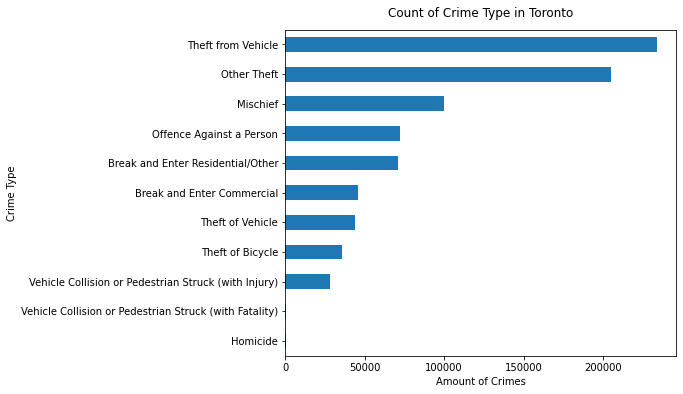 Count of Crime Type in Toronto
Theft from Vehicle
Other Theft
Mischief
Offence Against a Person
Break and Enter Residential/Other
Break and Enter Commercial
Theft of Vehicle
Theft of Bicycle
Vehicle Collision or Pedestrian Struck (with Injury)
Vehicle Collision or Pedestrian Struck (with Fatality)
Homicide
Crime Type
0 50000 100000 150000 200000
Amount of Crimes